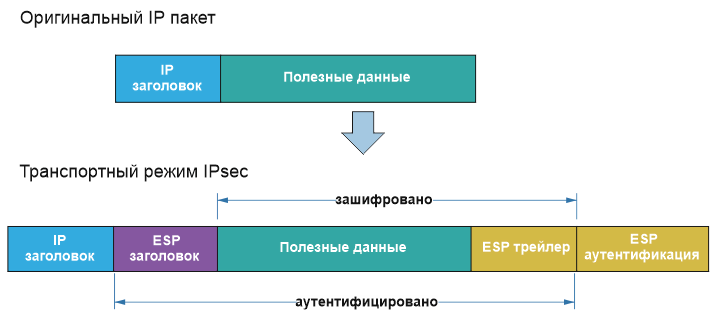 Оригинальный IP пакет
IP
заголовок
Полезные данные
Транспортный режим IPsec
зашифровано
IP
заголовок
ESP
заголовок
Полезные данные
ESP трейлер
ESP
аутентификация
аутентифицировано